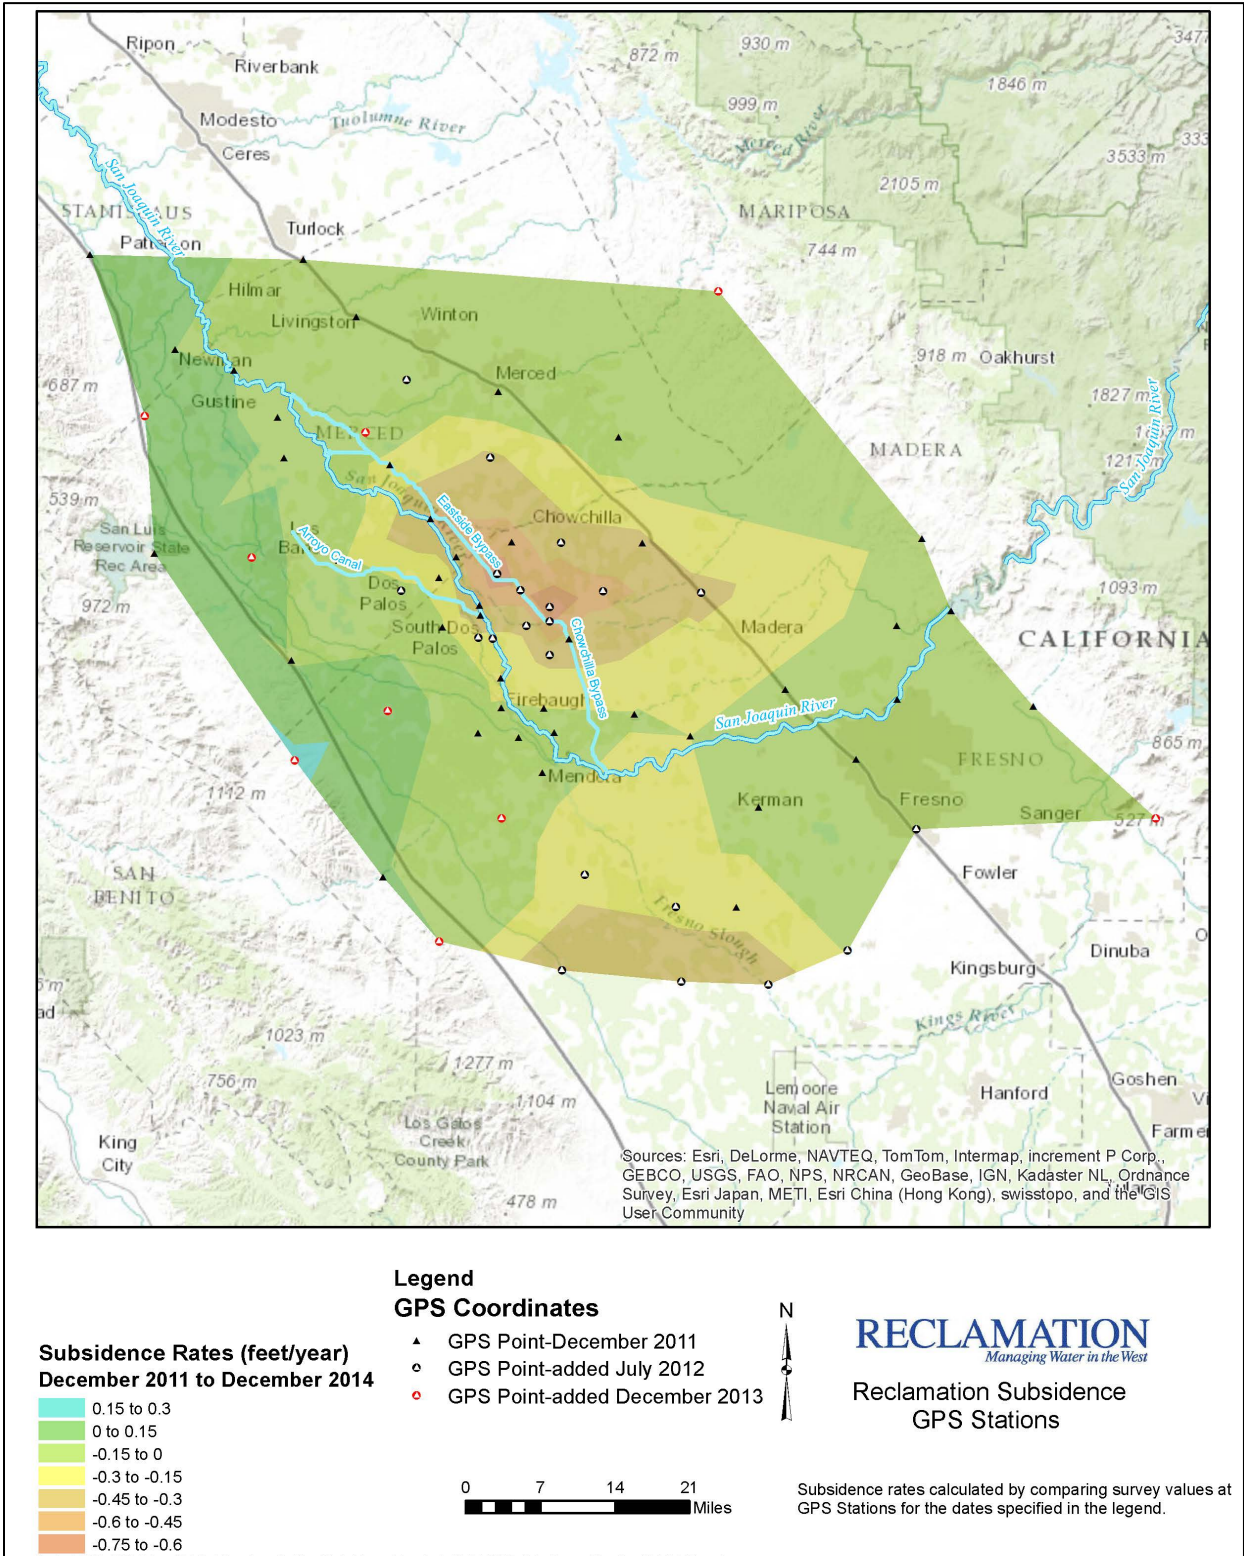 Ripon
Riverbank
872 m
930 m
3477
1846 m
Modesto
Tuolumne River
999 m
Merced River
Ceres
333
3533 m
2105 m
San Joaquin River
STANISLAUS
Patterson
Turlock
MARIPOSA
744 m
Hilmar
Livingston
Winton
Newman
Merced
918 m
Oakhurst
687 m
Gustine
1827 m
San Joaquin River
MERCED
MADERA
539 m
San Joaquin River
Eastside Bypass
Chowchilla
San Luis
Reservoir State
Rec Area
Los
Banos
Arroyo Canal
972 m
Dos
Palos
1093 m
South Dos
Palos
Chowchilla Bypass
Madera
CALIFORNIA
Firebaugh
San Joaquin River
865 m
FRESNO
Mendota
1112 m
Kerman
Fresno
Sanger
527 m
SAN
BENITO
Fowler
Fresno Slough
Dinuba
Kingsburg
Kings River
ad
1023 m
1277 m
756 m
1104 m
Lemoore
Naval Air
Station
Hanford
Goshen
Vi
Los Gatos
Creek
County Park
King
City
Farmer
478 m
Sources: Esri, DeLorme, NAVTEQ, TomTom, Intermap, increment P Corp.,
GEBCO, USGS, FAO, NPS, NRCAN, GeoBase, IGN, Kadaster NL, Ordnance
Survey, Esri Japan, METI, Esri China (Hong Kong), swisstopo, and the GIS
User Community
Legend
GPS Coordinates
GPS Point-December 2011
GPS Point-added July 2012
GPS Point-added December 2013
N
RECLAMATION
Managing Water in the West
Reclamation Subsidence
GPS Stations
Subsidence Rates (feet/year)
December 2011 to December 2014
0.15 to 0.3
0 to 0.15
-0.15 to 0
-0.3 to -0.15
-0.45 to -0.3
-0.6 to -0.45
-0.75 to -0.6
0 7 14 21
Miles
Subsidence rates calculated by comparing survey values at
GPS Stations for the dates specified in the legend.